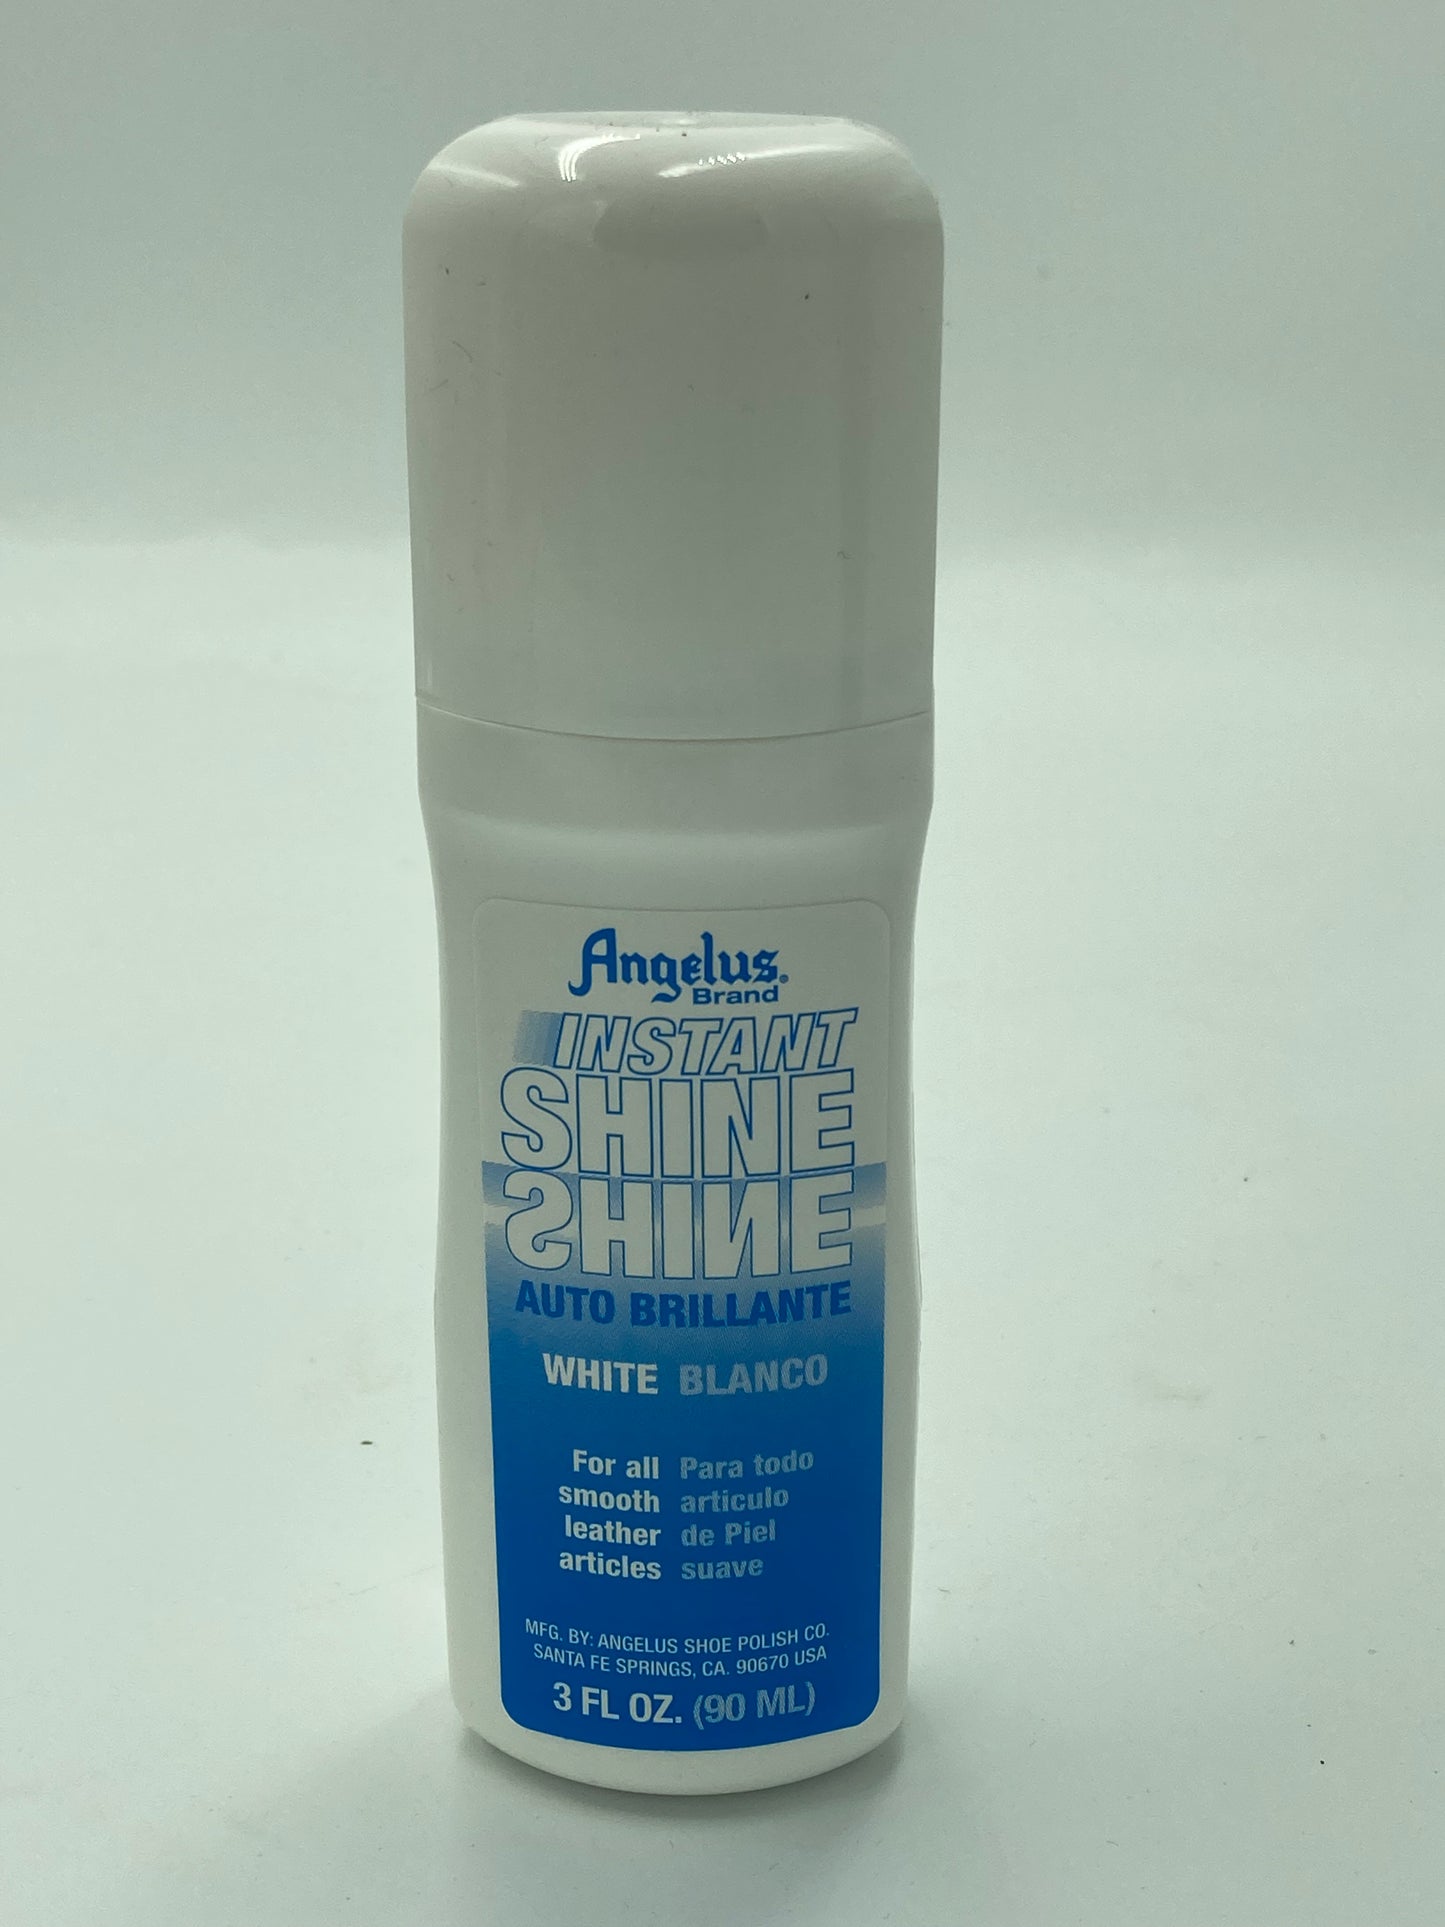 Angelus®
Brand
INSTANT
SHINE
SHINE
AUTO BRILLANTE
WHITE BLANCO
For all Para todo
smooth articulo
leather de Piel
articles suave
MFG. BY: ANGELUS SHOE POLISH CO.
SANTA FE SPRINGS, CA. 90670 USA
3 FL OZ. (90 ML)